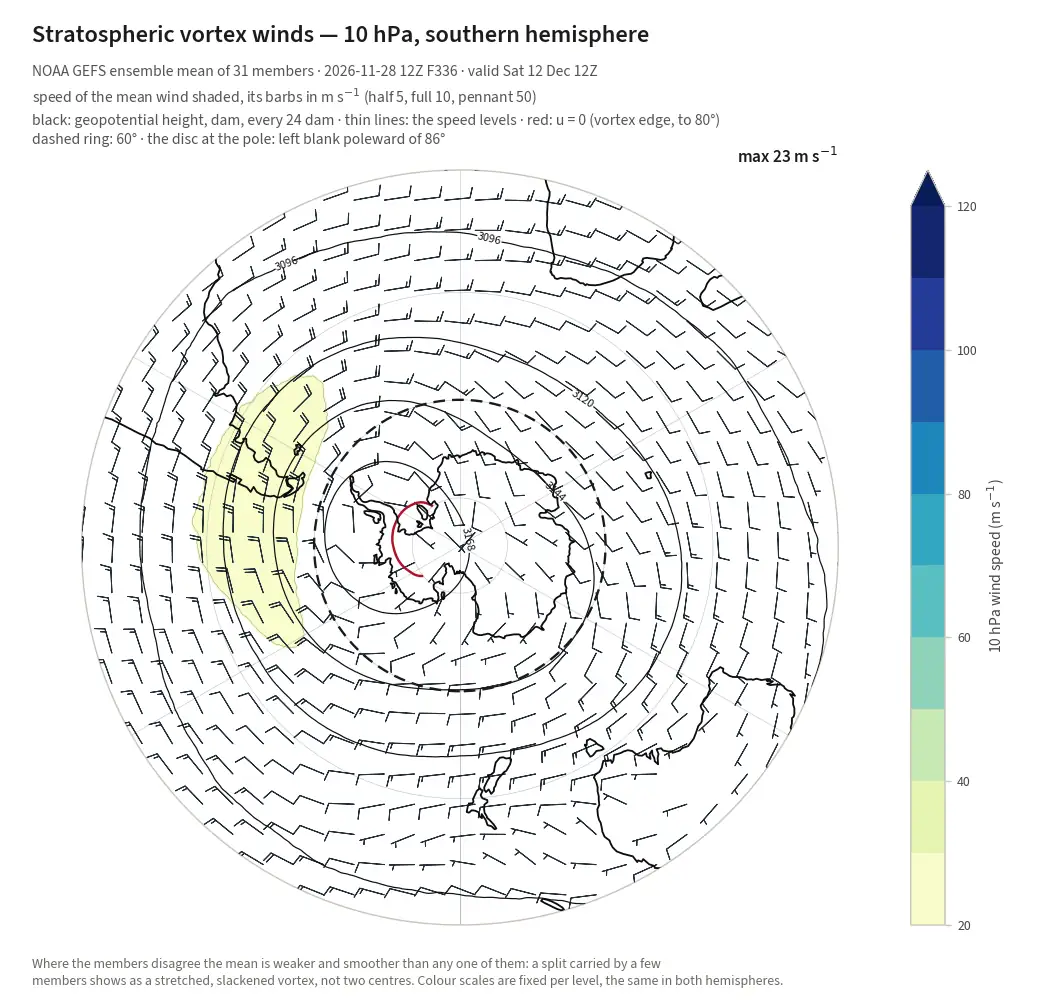 Stratospheric vortex winds — 10 hPa, southern hemisphere
NOAA GEFS ensemble mean of 31 members · 2026-11-28 12Z F336 · valid Sat 12 Dec 12Z
speed of the mean wind shaded, its barbs in m s⁻¹ (half 5, full 10, pennant 50)
black: geopotential height, dam, every 24 dam · thin lines: the speed levels · red: u = 0 (vortex edge, to 80°)
dashed ring: 60° · the disc at the pole: left blank poleward of 86°
max 23 m s⁻¹
3096
3096
3120
3144
3168
120
100
80
60
40
20
10 hPa wind speed (m s⁻¹)
Where the members disagree the mean is weaker and smoother than any one of them: a split carried by a few
members shows as a stretched, slackened vortex, not two centres. Colour scales are fixed per level, the same in both hemispheres.